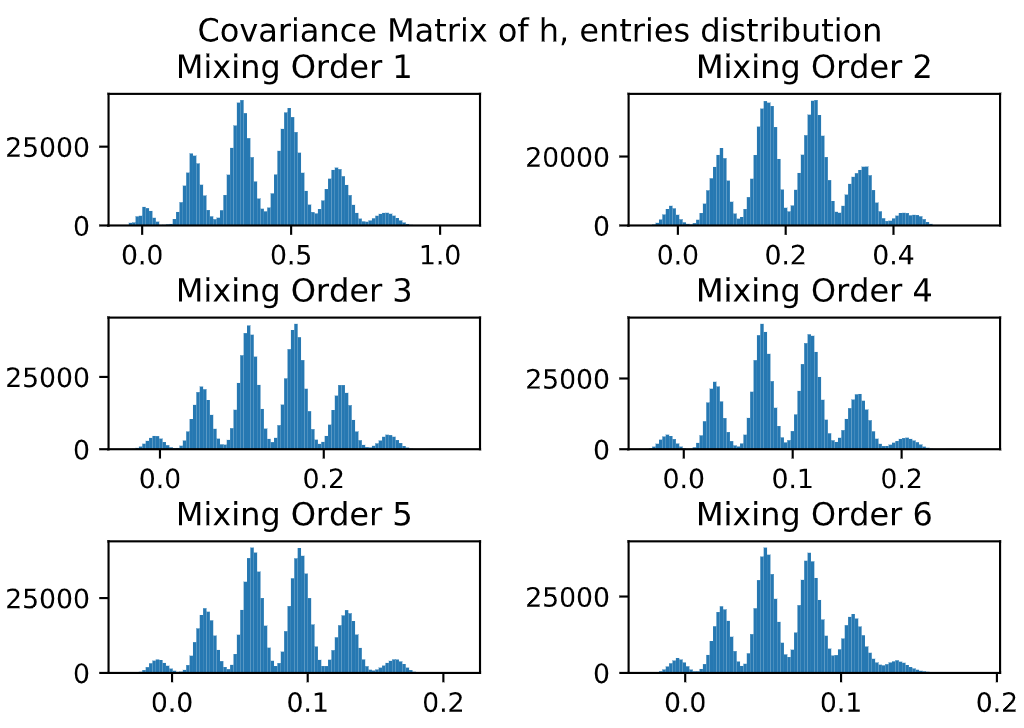 Covariance Matrix of h, entries distribution
Mixing Order 1
25000
0
0.0 0.5 1.0
Mixing Order 2
20000
0
0.0 0.2 0.4
Mixing Order 3
25000
0
0.0 0.2
Mixing Order 4
25000
0
0.0 0.1 0.2
Mixing Order 5
25000
0
0.0 0.1 0.2
Mixing Order 6
25000
0
0.0 0.1 0.2